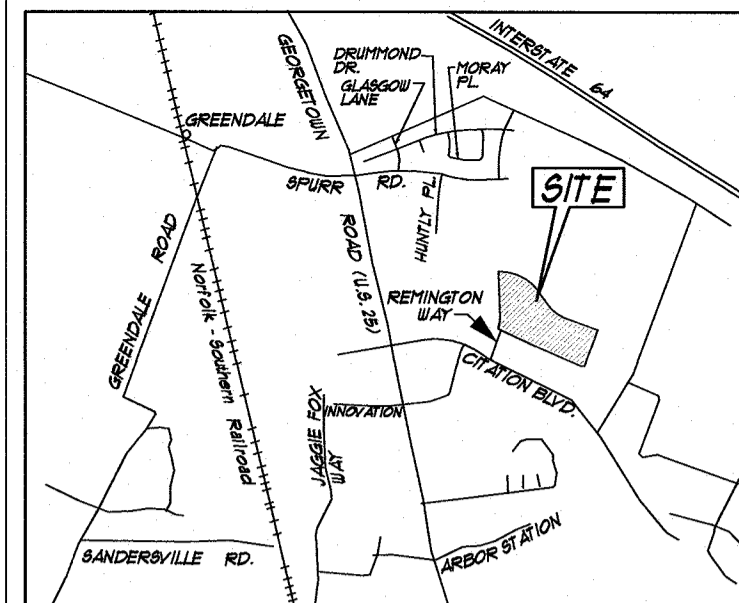 INTERSTATE 64
GEORGETOWN
ROAD (U.S. 25)
DRUMMOND
DR.
GLASGOW
LANE
MORAY
PL.
GREENDALE
SPURR RD.
HUNTLY PL.
SITE
GREENDALE ROAD
Norfolk - Southern Railroad
REMINGTON
WAY
CITATION BLVD.
INNOVATION
JAGGIE FOX
WAY
SANDERSVILLE RD.
ARBOR STATION